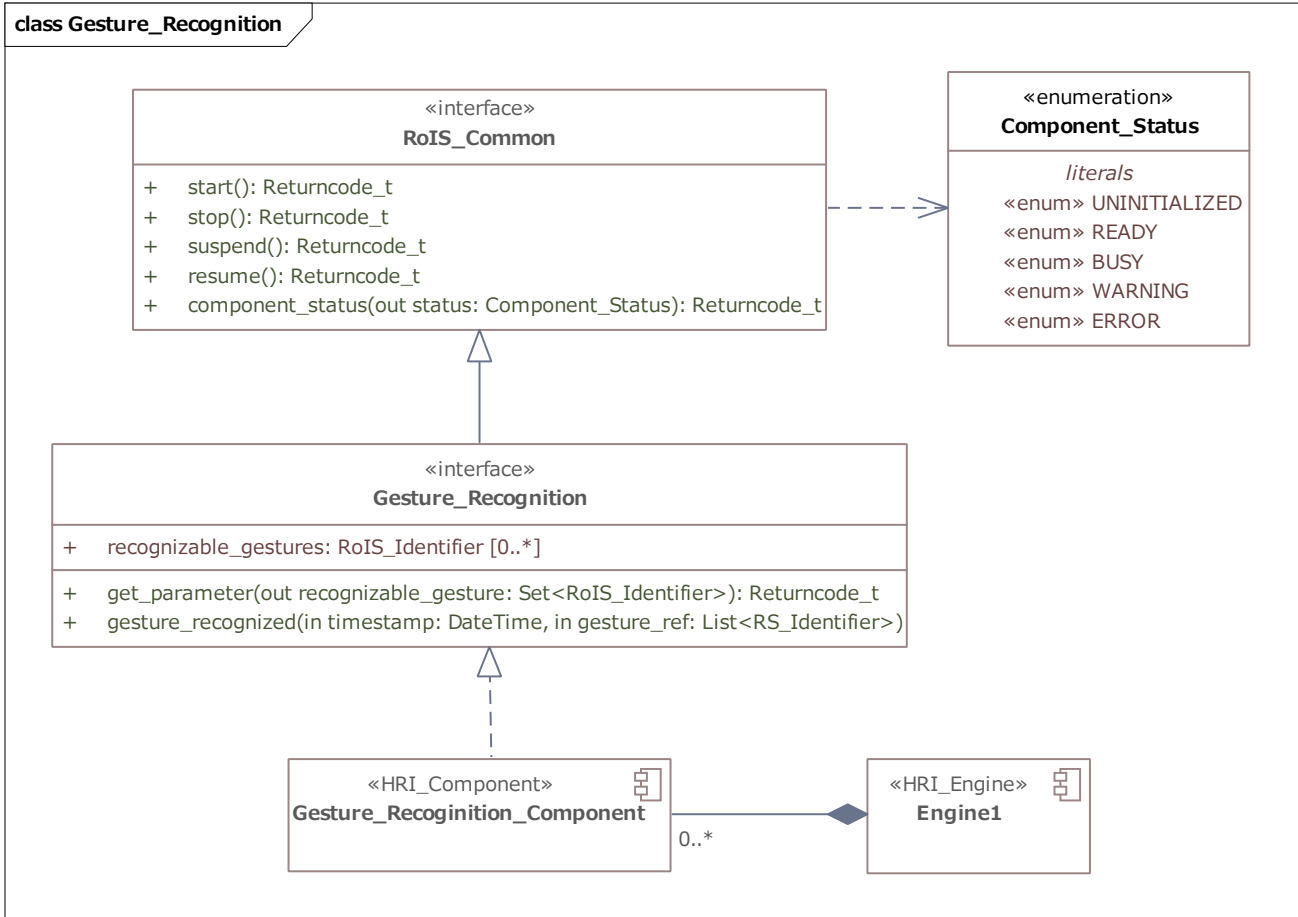 class Gesture_Recognition
«interface»
RoIS_Common
+ start(): Returncode_t
+ stop(): Returncode_t
+ suspend(): Returncode_t
+ resume(): Returncode_t
+ component_status(out status: Component_Status): Returncode_t
«enumeration»
Component_Status
literals
«enum» UNINITIALIZED
«enum» READY
«enum» BUSY
«enum» WARNING
«enum» ERROR
«interface»
Gesture_Recognition
+ recognizable_gestures: RoIS_Identifier [0..*]
+ get_parameter(out recognizable_gesture: Set<RoIS_Identifier>): Returncode_t
+ gesture_recognized(in timestamp: DateTime, in gesture_ref: List<RS_Identifier>)
«HRI_Component»
Gesture_Recoginition_Component
0..*
«HRI_Engine»
Engine1